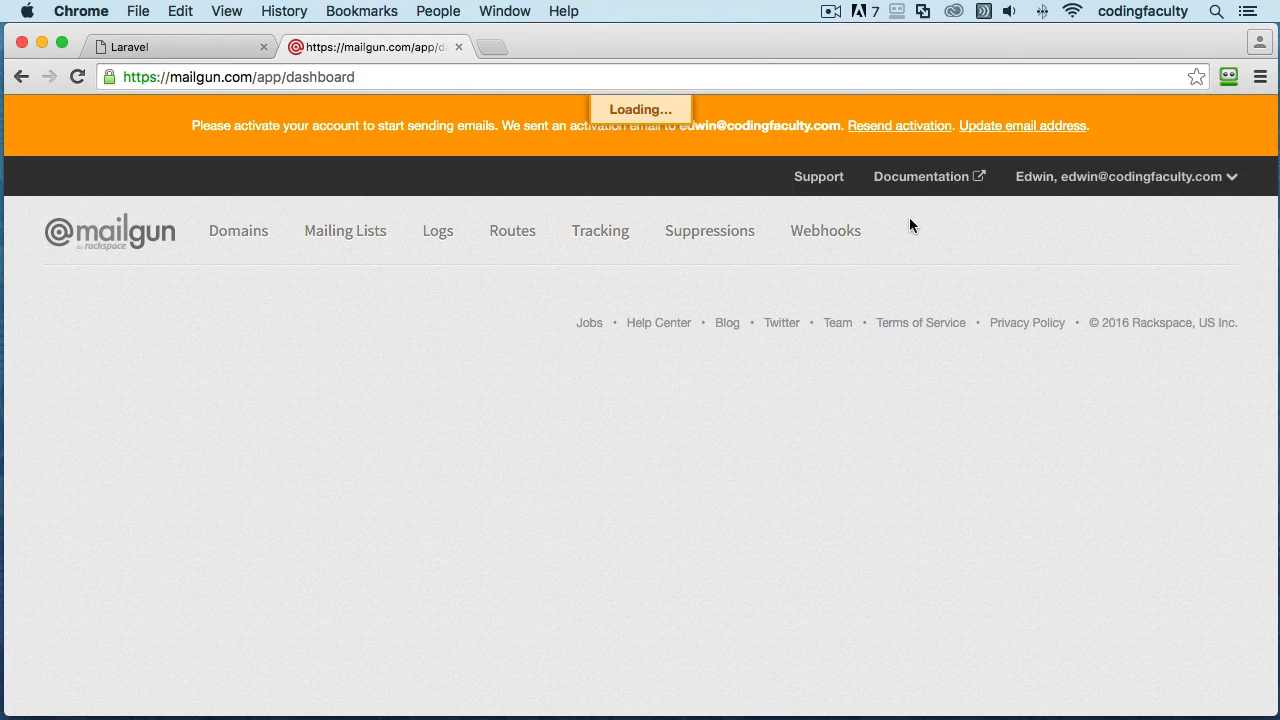 Chrome File Edit View History Bookmarks People Window Help 7 codingfaculty
Laravel https://mailgun.com/app/d
https://mailgun.com/app/dashboard
Loading...
Please activate your account to start sending emails. We sent an activation email to edwin@codingfaculty.com. Resend activation. Update email address.
Support Documentation Edwin, edwin@codingfaculty.com
@mailgun by rackspace Domains Mailing Lists Logs Routes Tracking Suppressions Webhooks
Jobs • Help Center • Blog • Twitter • Team • Terms of Service • Privacy Policy • © 2016 Rackspace, US Inc.